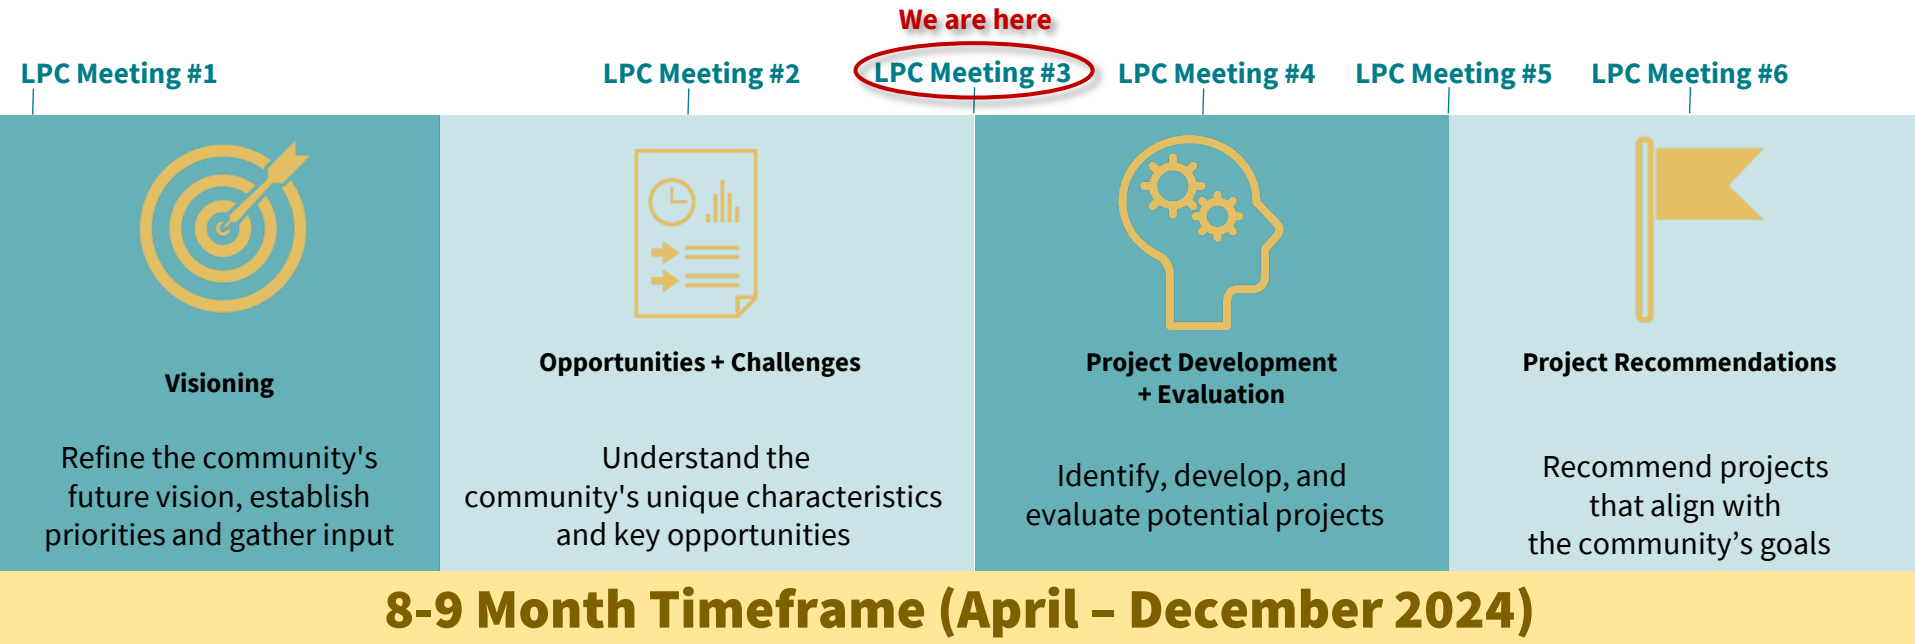 We are here
LPC Meeting #1
LPC Meeting #2
LPC Meeting #3
LPC Meeting #4
LPC Meeting #5
LPC Meeting #6
Visioning
Refine the community's
future vision, establish
priorities and gather input
Opportunities + Challenges
Understand the
community's unique characteristics
and key opportunities
Project Development
+ Evaluation
Identify, develop, and
evaluate potential projects
Project Recommendations
Recommend projects
that align with
the community’s goals
8-9 Month Timeframe (April – December 2024)